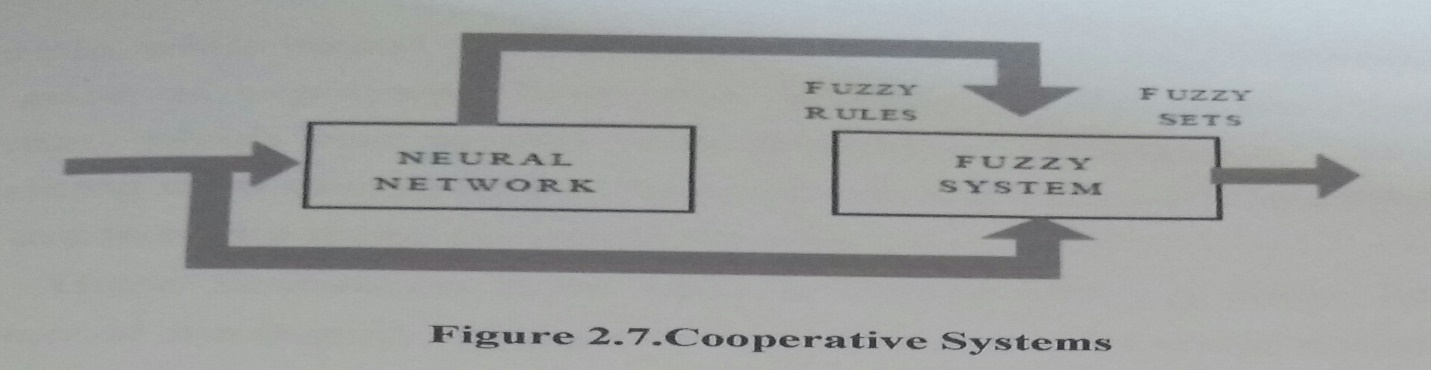 FUZZY
RULES
FUZZY
SETS
NEURAL
NETWORK
FUZZY
SYSTEM
Figure 2.7.Cooperative Systems